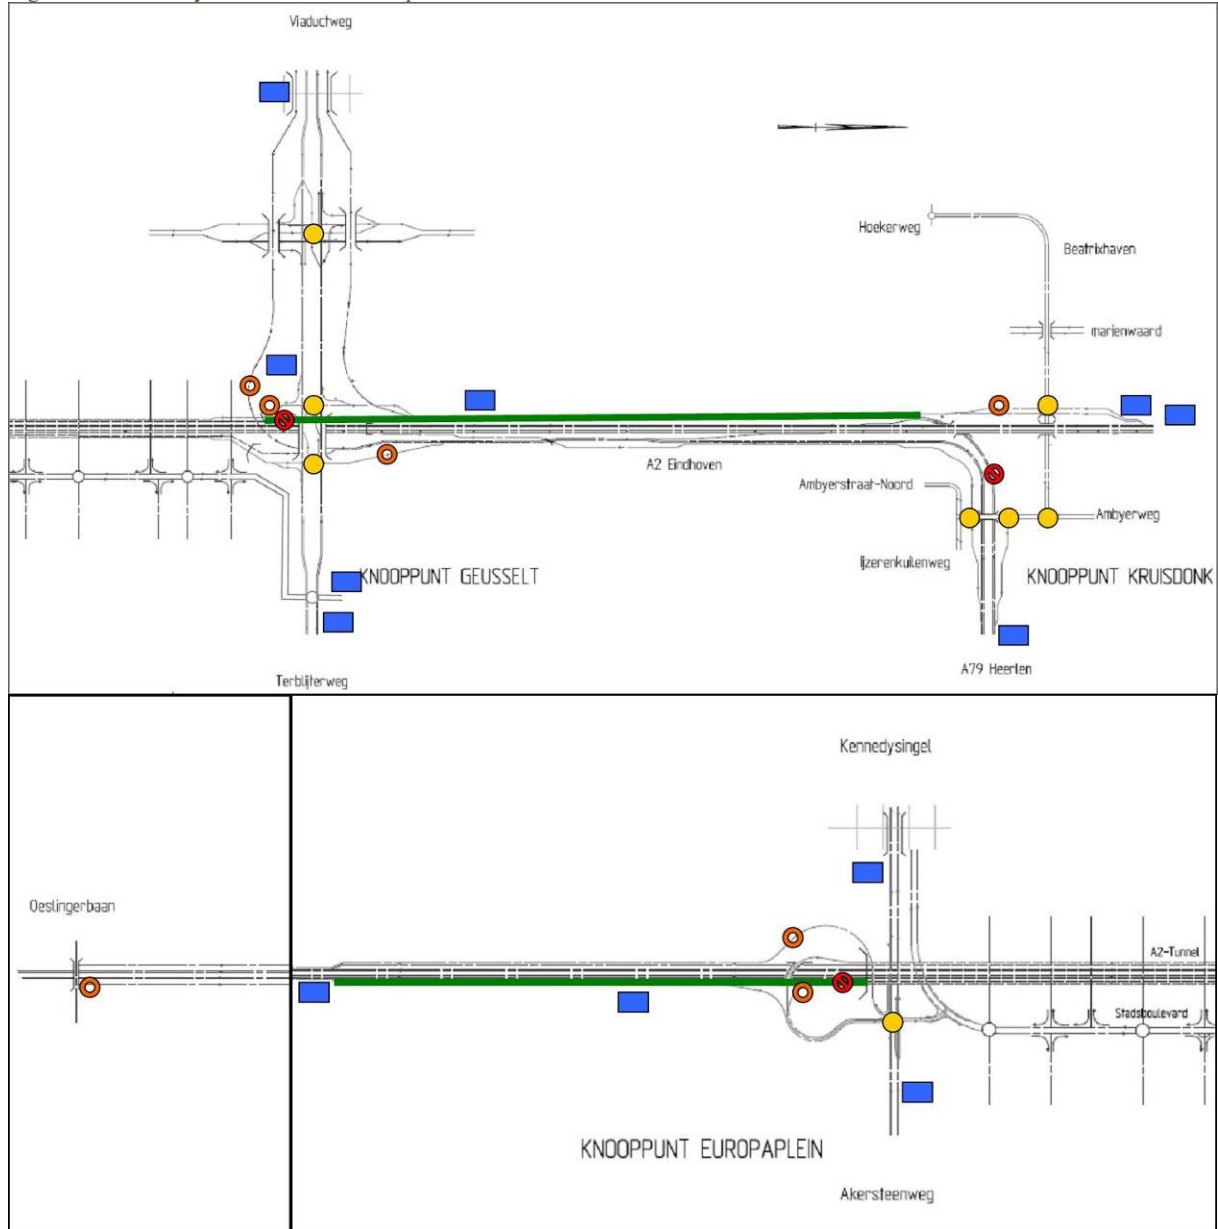 Viaductweg
Hoekerweg
Beatrixhaven
marienwaard
A2 Eindhoven
Ambyerstraat-Noord
Ambyerweg
Ijzerenkuilenweg
KNOOPPUNT GEUSSELT
KNOOPPUNT KRUISDONK
A79 Heerlen
Terblijterweg
Kennedysingel
Oeslingerbaan
A2-Tunnel
Stadsboulevard
KNOOPPUNT EUROPAPLEIN
Akersteenweg